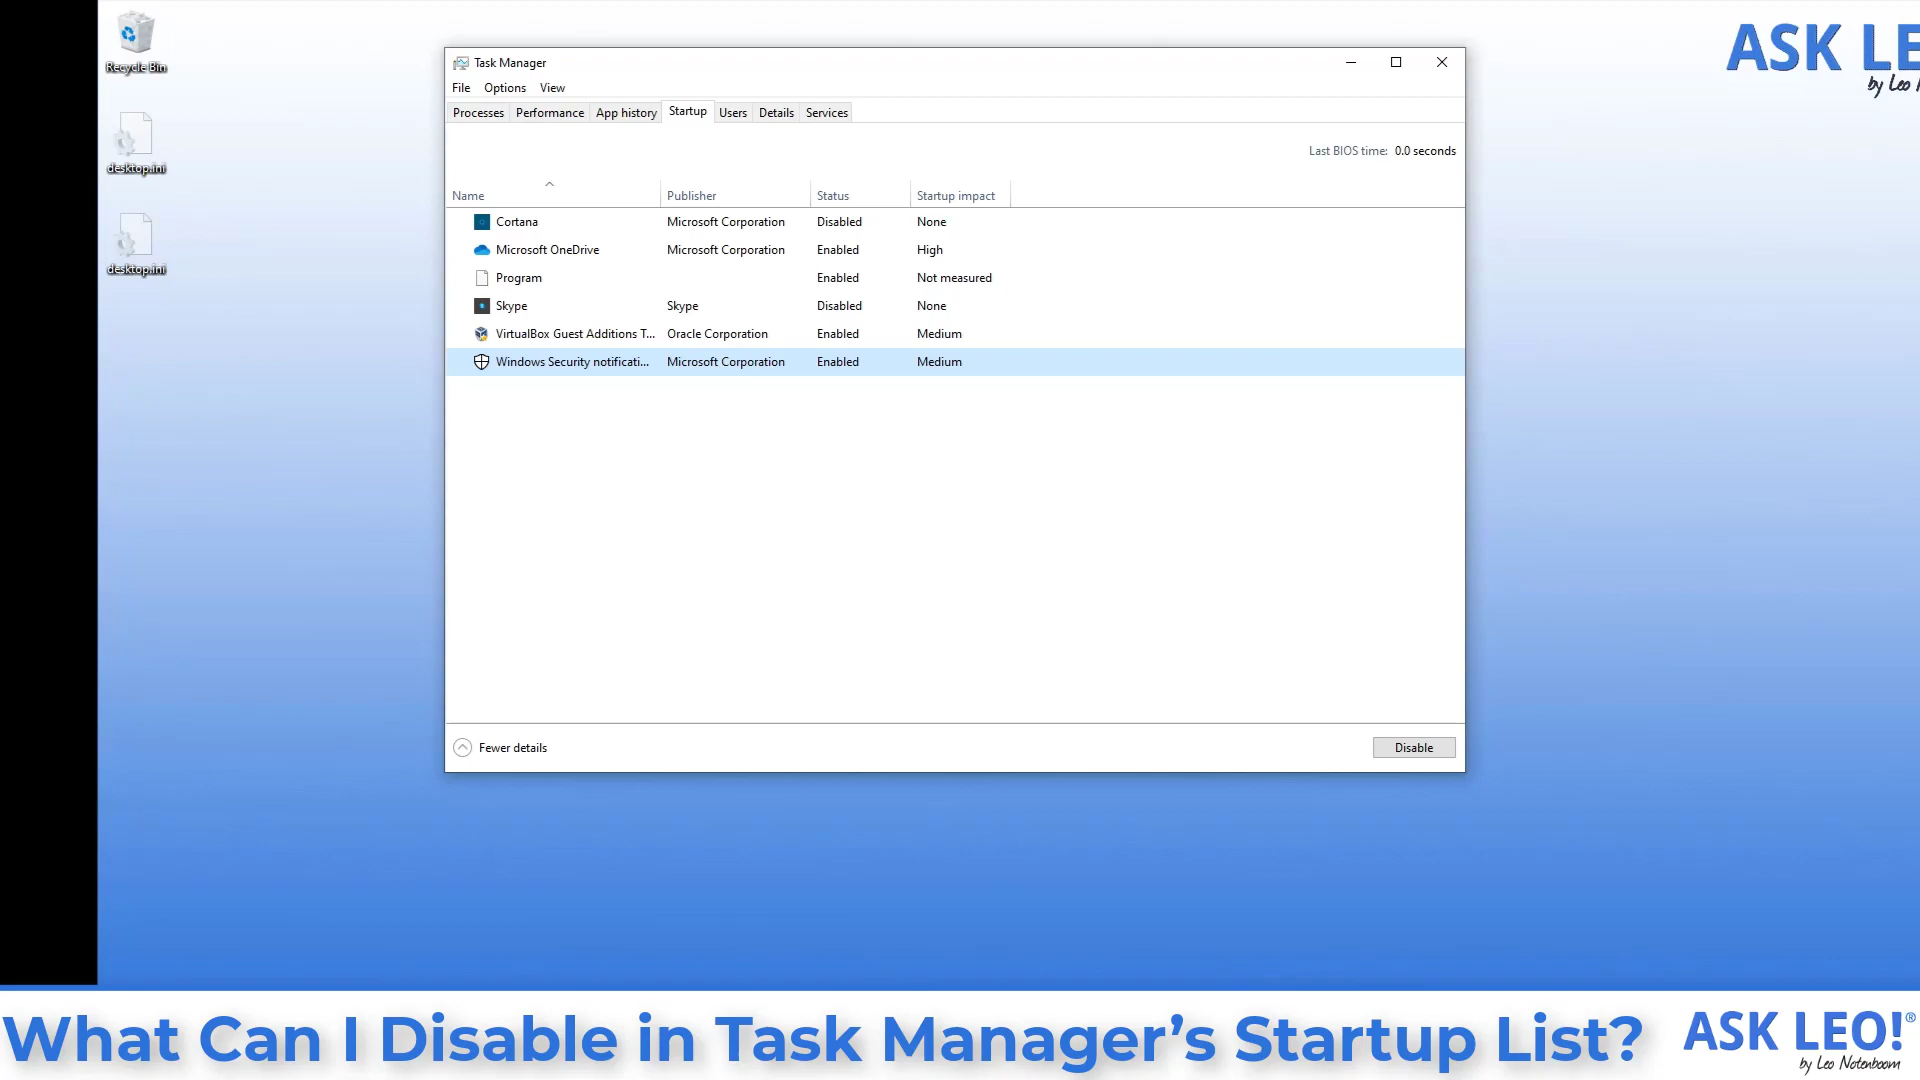 Recycle Bin
desktop.ini
desktop.ini
ASK LE
by Leo
Task Manager
File Options View
Processes Performance App history Startup Users Details Services
Last BIOS time: 0.0 seconds
Name Publisher Status Startup impact
Cortana Microsoft Corporation Disabled None
Microsoft OneDrive Microsoft Corporation Enabled High
Program Enabled Not measured
Skype Skype Disabled None
VirtualBox Guest Additions T... Oracle Corporation Enabled Medium
Windows Security notificati... Microsoft Corporation Enabled Medium
Fewer details Disable
What Can I Disable in Task Manager’s Startup List?
ASK LEO!®
by Leo Notenboom